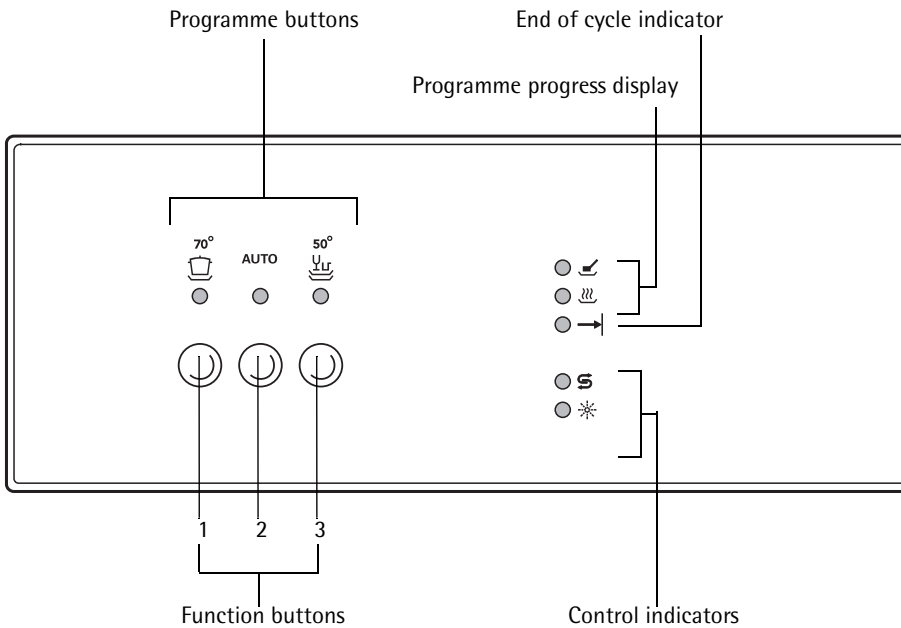 Programme buttons
End of cycle indicator
Programme progress display
70°
AUTO
50°
1 2 3
Function buttons
Control indicators